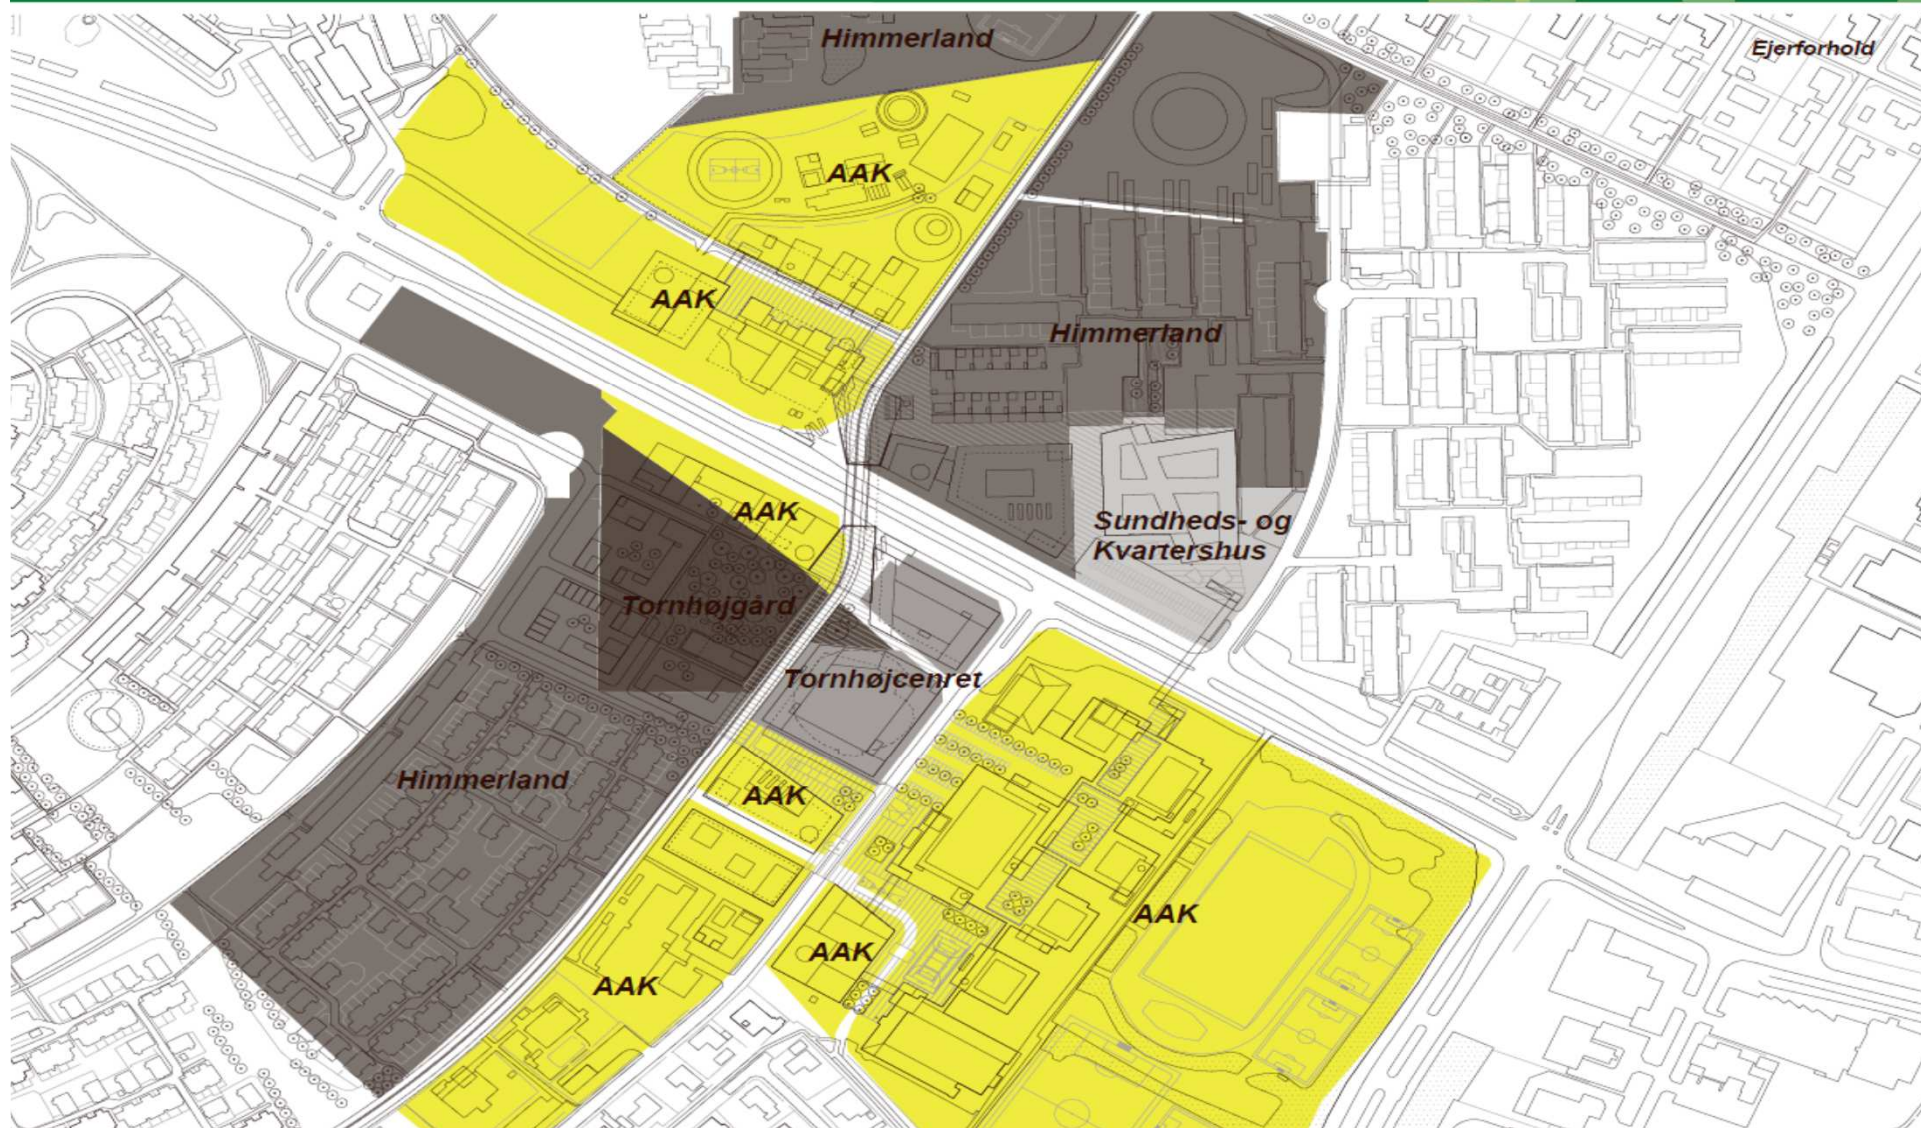 Himmerland
Ejerforhold
AAK
AAK
Himmerland
AAK
Sundheds- og
Kvartershus
Tornhøjgård
Tornhøjcenret
Himmerland
AAK
AAK
AAK
AAK